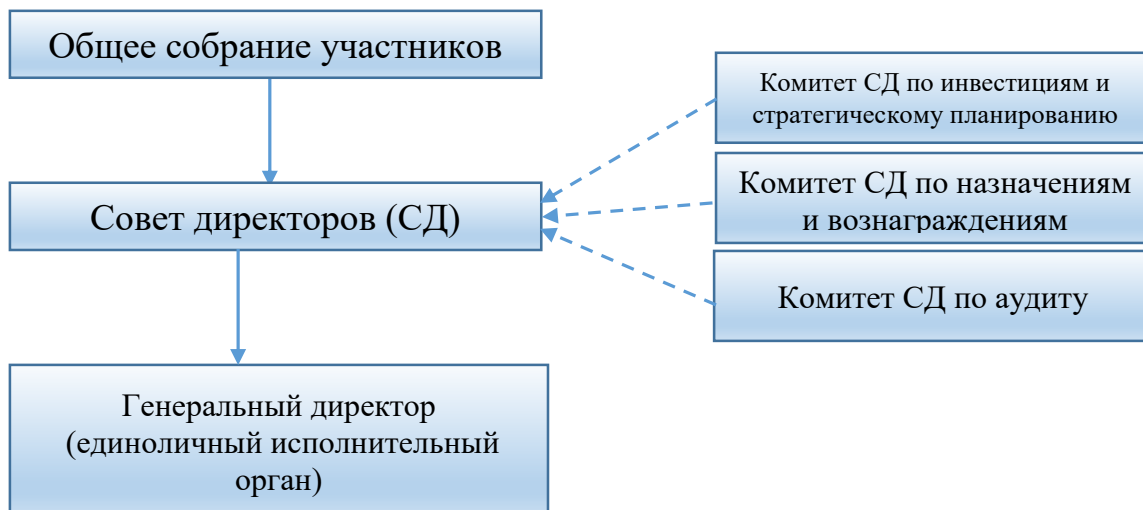 Общее собрание участников
Комитет СД по инвестициям и
стратегическому планированию
Совет директоров (СД)
Комитет СД по назначениям
и вознаграждениям
Комитет СД по аудиту
Генеральный директор
(единоличный исполнительный
орган)